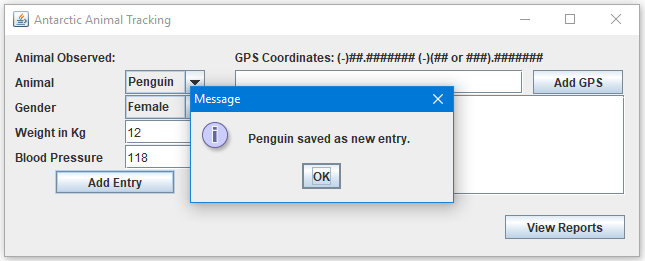 Antarctic Animal Tracking
Animal Observed:
GPS Coordinates: (-)##.####### (-)(## or ###).#######
Animal
Penguin
Add GPS
Gender
Female
Weight in Kg
12
Blood Pressure
118
Add Entry
Message
Penguin saved as new entry.
OK
View Reports